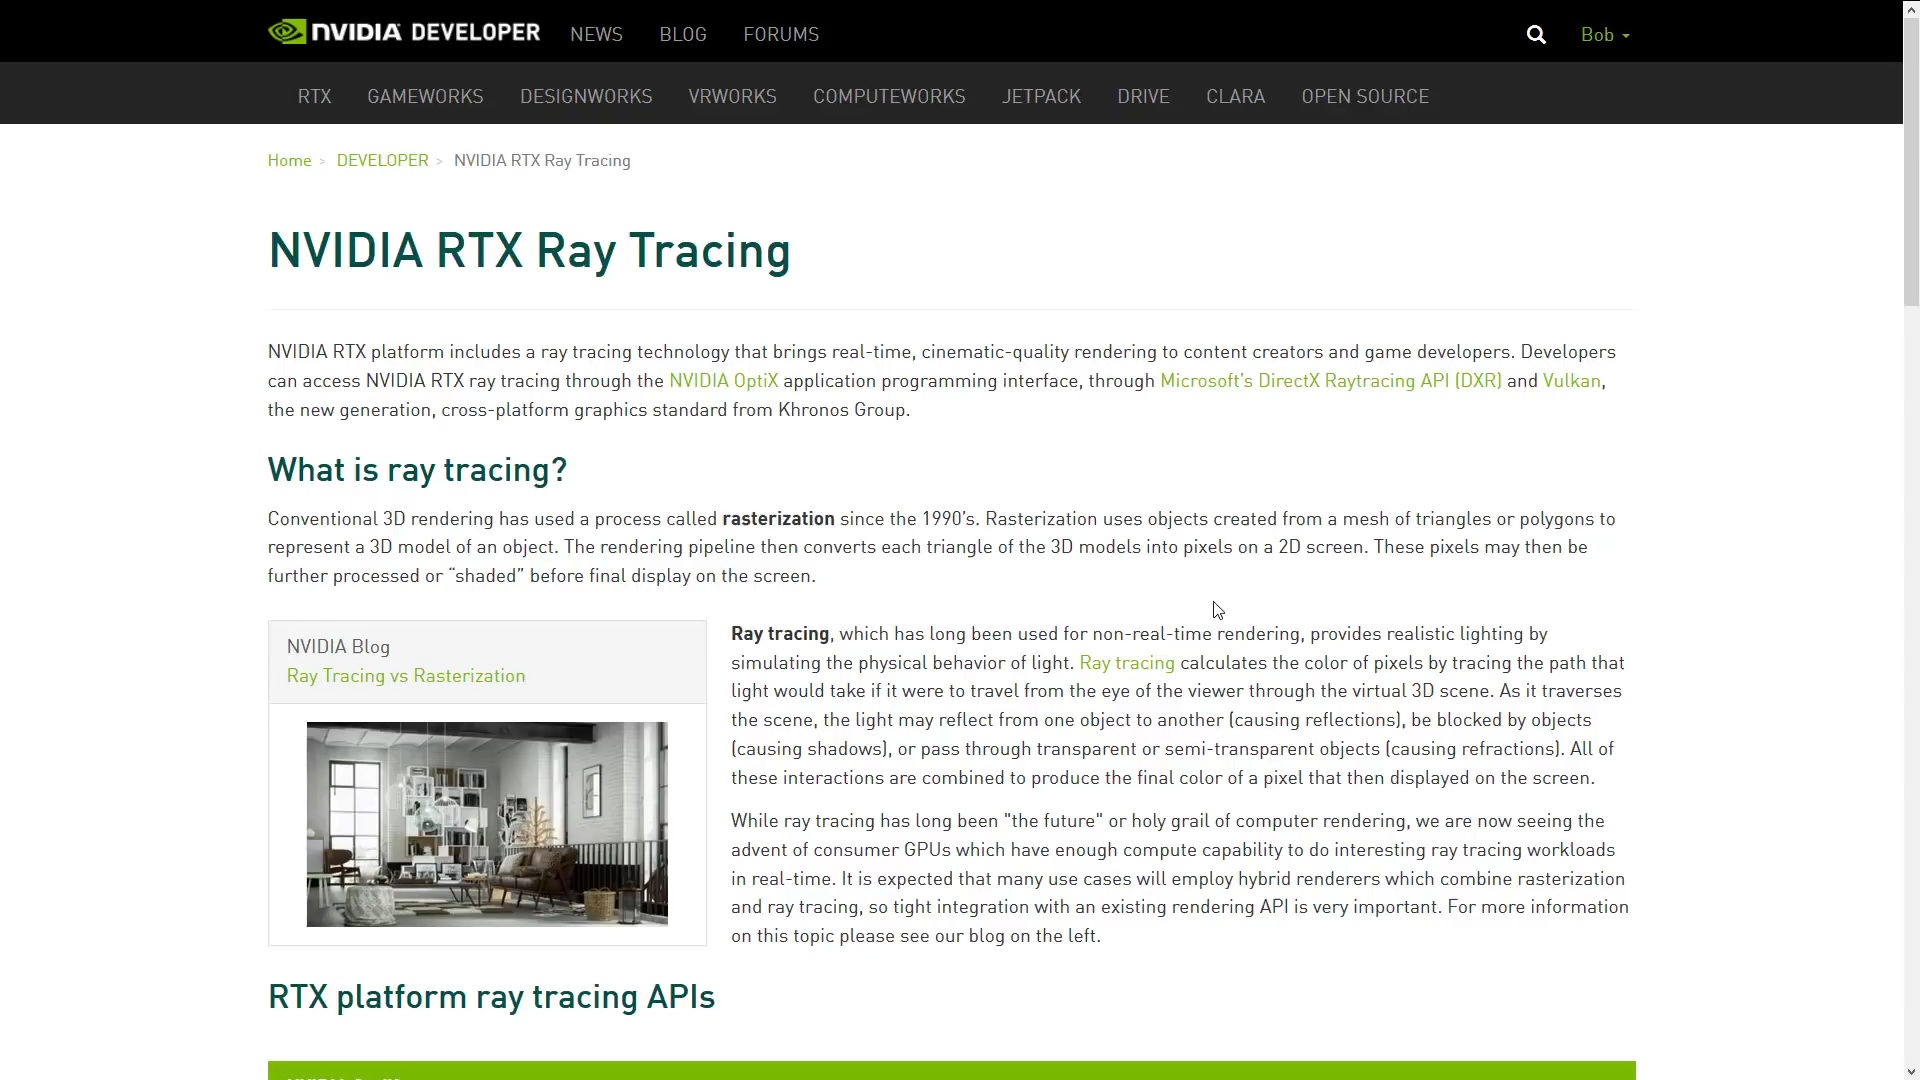 NVIDIA DEVELOPER NEWS BLOG FORUMS Bob
RTX GAMEWORKS DESIGNWORKS VRWORKS COMPUTEWORKS JETPACK DRIVE CLARA OPEN SOURCE
Home > DEVELOPER > NVIDIA RTX Ray Tracing
NVIDIA RTX Ray Tracing
NVIDIA RTX platform includes a ray tracing technology that brings real-time, cinematic-quality rendering to content creators and game developers. Developers
can access NVIDIA RTX ray tracing through the NVIDIA OptiX application programming interface, through Microsoft's DirectX Raytracing API (DXR) and Vulkan,
the new generation, cross-platform graphics standard from Khronos Group.
What is ray tracing?
Conventional 3D rendering has used a process called rasterization since the 1990's. Rasterization uses objects created from a mesh of triangles or polygons to
represent a 3D model of an object. The rendering pipeline then converts each triangle of the 3D models into pixels on a 2D screen. These pixels may then be
further processed or “shaded” before final display on the screen.
NVIDIA Blog
Ray Tracing vs Rasterization
Ray tracing, which has long been used for non-real-time rendering, provides realistic lighting by
simulating the physical behavior of light. Ray tracing calculates the color of pixels by tracing the path that
light would take if it were to travel from the eye of the viewer through the virtual 3D scene. As it traverses
the scene, the light may reflect from one object to another (causing reflections), be blocked by objects
(causing shadows), or pass through transparent or semi-transparent objects (causing refractions). All of
these interactions are combined to produce the final color of a pixel that then displayed on the screen.
While ray tracing has long been "the future" or holy grail of computer rendering, we are now seeing the
advent of consumer GPUs which have enough compute capability to do interesting ray tracing workloads
in real-time. It is expected that many use cases will employ hybrid renderers which combine rasterization
and ray tracing, so tight integration with an existing rendering API is very important. For more information
on this topic please see our blog on the left.
RTX platform ray tracing APIs